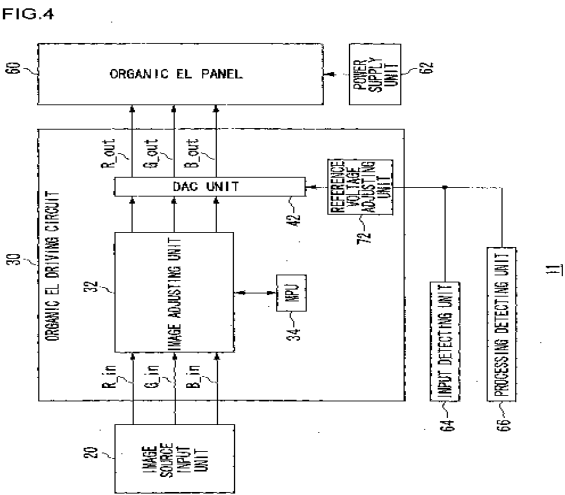 FIG.4
60
ORGANIC EL PANEL
POWER
SUPPLY
UNIT
62
R_out
G_out
B_out
30
ORGANIC EL DRIVING CIRCUIT
DAC UNIT
42
REFERENCE
VOLTAGE
ADJUSTING
UNIT
72
32
IMAGE ADJUSTING UNIT
MPU
34
R_in
G_in
B_in
20
IMAGE
SOURCE
INPUT
UNIT
INPUT DETECTING UNIT
64
PROCESSING DETECTING UNIT
66
11